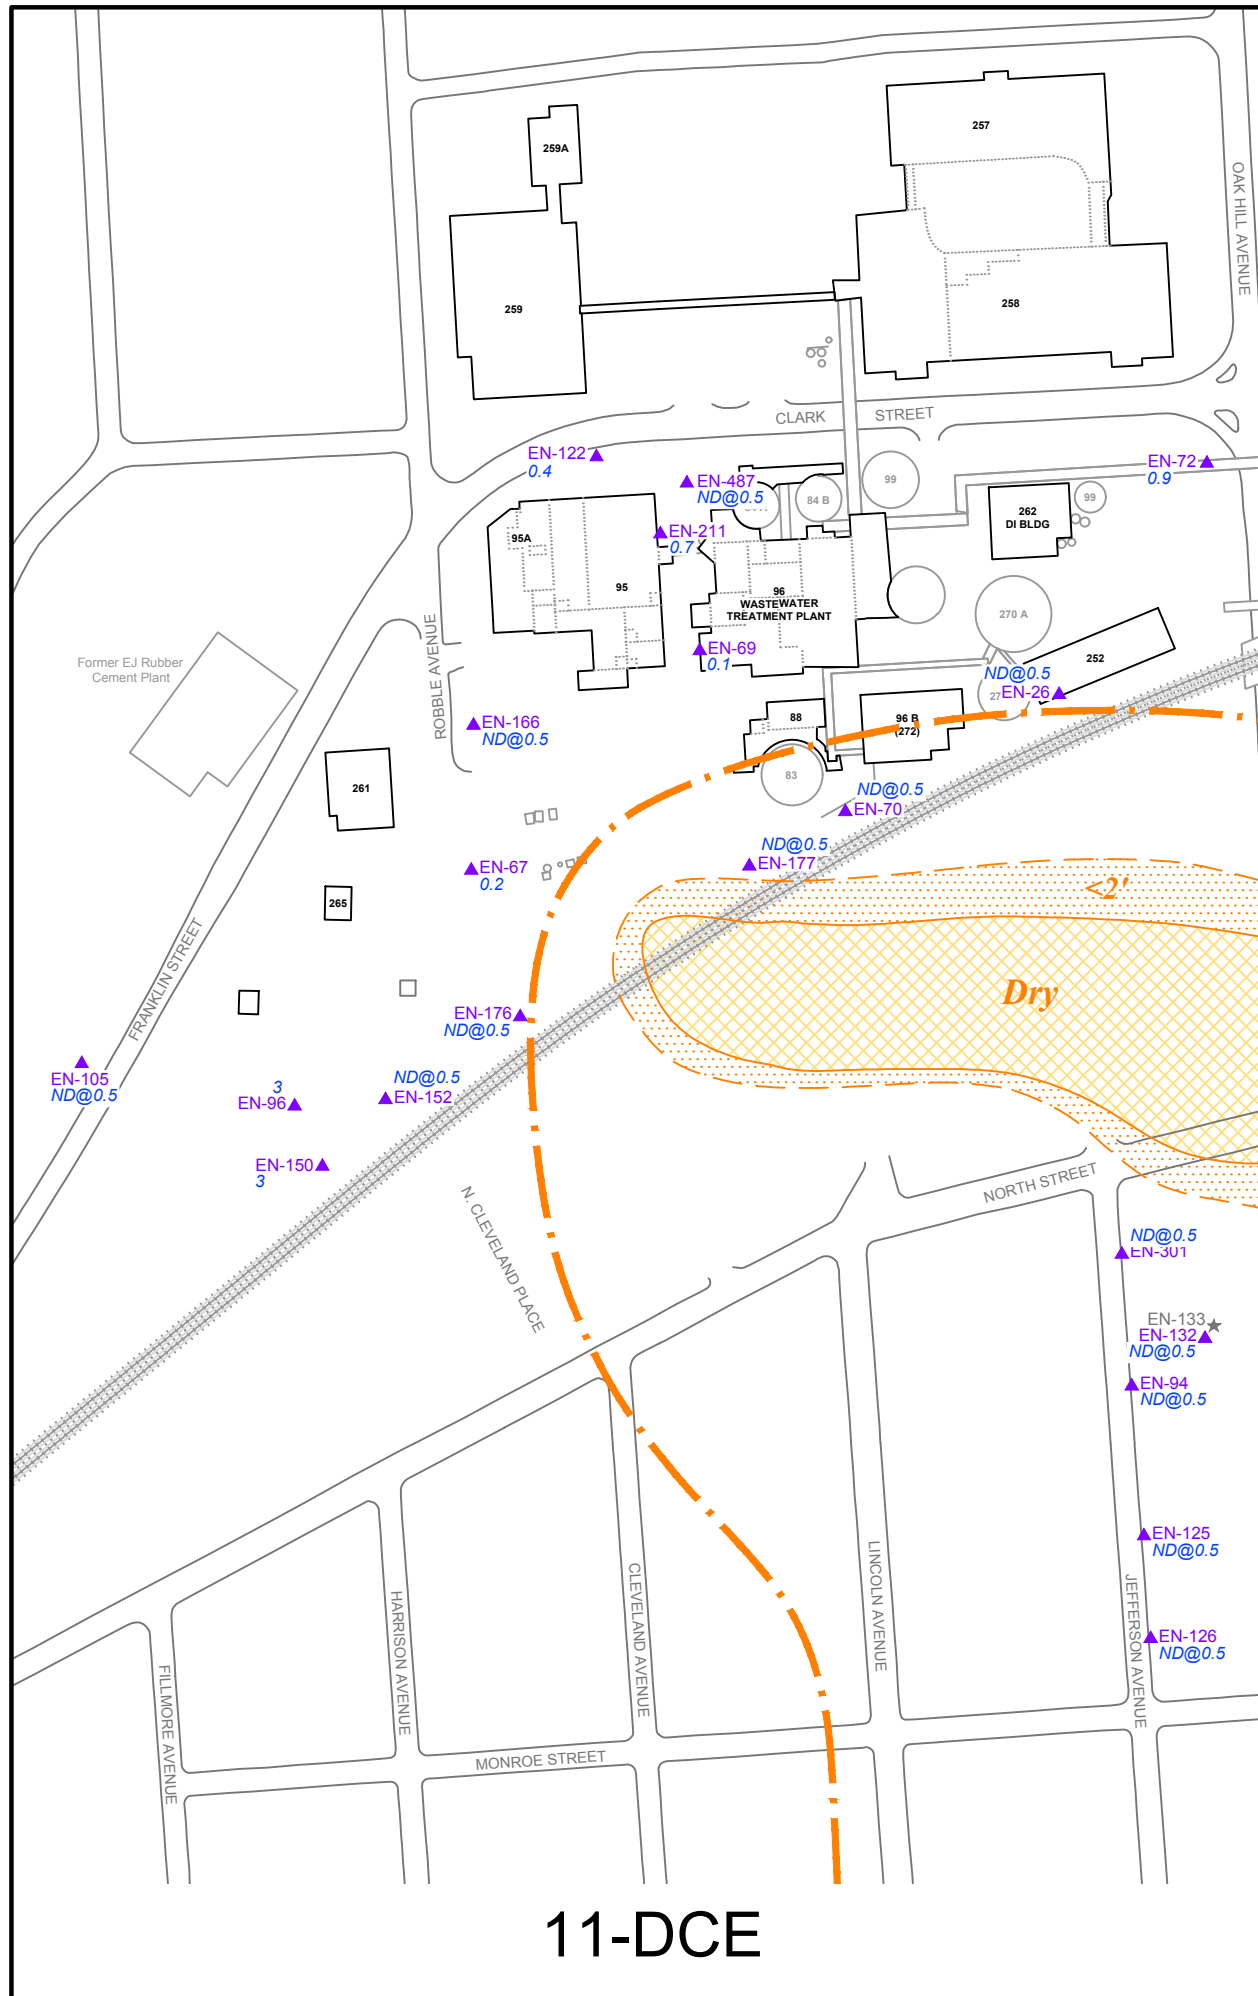 257
259A
OAK HILL AVENUE
259
258
CLARK STREET
EN-122
0.4
EN-72
0.9
EN-487
ND@0.5
84 B
99
99
262
DI BLDG
EN-211
0.7
95A
95
96
WASTEWATER
TREATMENT PLANT
270 A
ROBBLE AVENUE
EN-69
0.1
252
Former EJ Rubber
Cement Plant
ND@0.5
EN-26
EN-166
ND@0.5
88
96 B
(272)
83
261
ND@0.5
EN-70
ND@0.5
EN-177
EN-67
0.2
<2'
265
FRANKLIN STREET
Dry
EN-176
ND@0.5
EN-105
ND@0.5
ND@0.5
EN-152
3
EN-96
EN-150
3
NORTH STREET
N. CLEVELAND PLACE
ND@0.5
EN-301
EN-133
EN-132
ND@0.5
EN-94
ND@0.5
EN-125
ND@0.5
LINCOLN AVENUE
CLEVELAND AVENUE
HARRISON AVENUE
JEFFERSON AVENUE
EN-126
ND@0.5
FILLMORE AVENUE
MONROE STREET
11-DCE